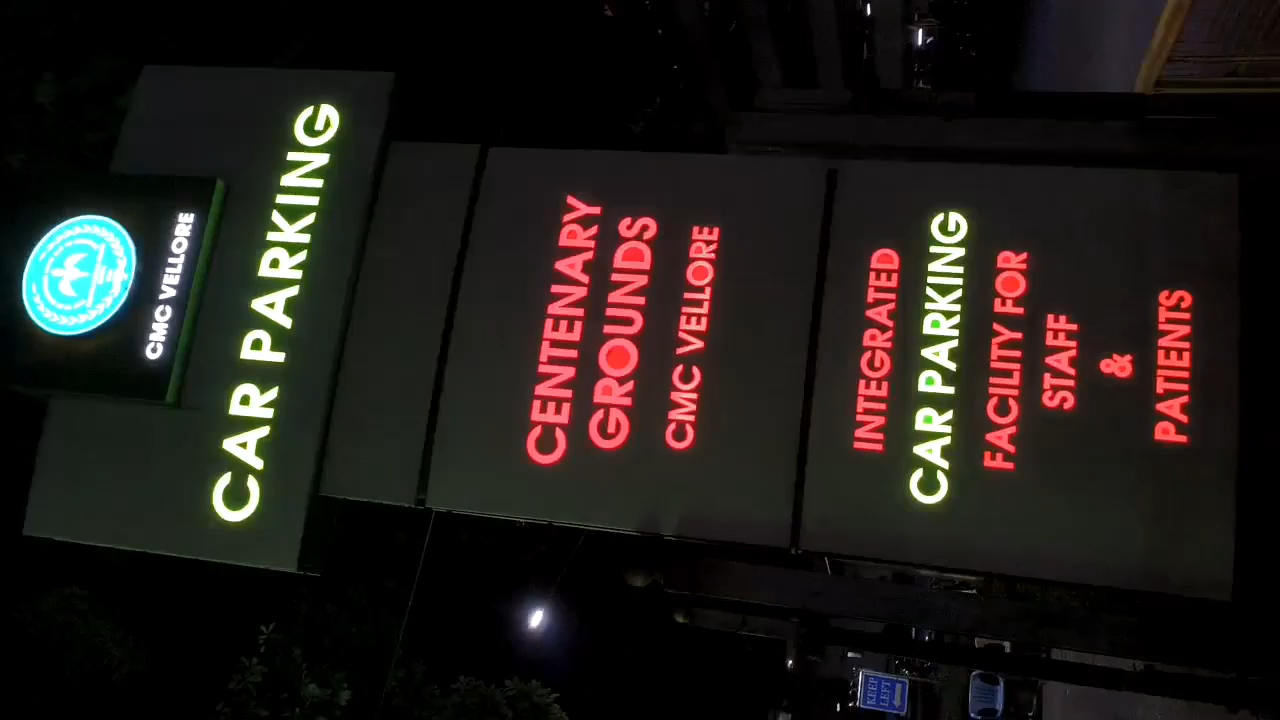 CMC VELLORE
CAR PARKING
CENTENARY
GROUNDS
CMC VELLORE
INTEGRATED
CAR PARKING
FACILITY FOR
STAFF
&
PATIENTS
KEEP
LEFT